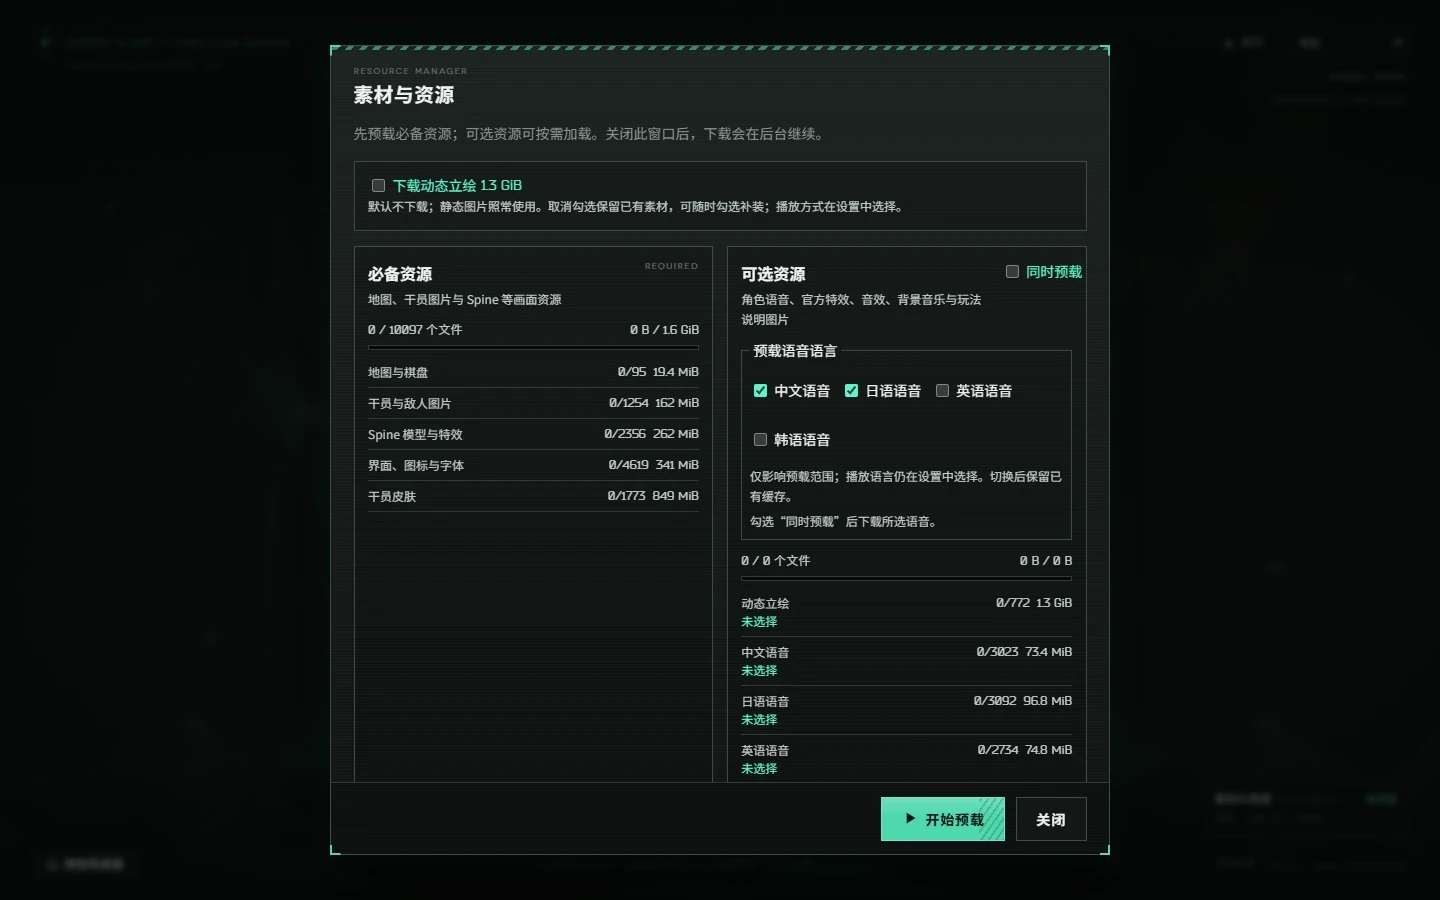 RESOURCE MANAGER
素材与资源
先预载必备资源；可选资源可按需加载。关闭此窗口后，下载会在后台继续。
下载动态立绘 1.3 GiB
默认不下载；静态图片照常使用。取消勾选保留已有素材，可随时勾选补装；播放方式在设置中选择。
必备资源
REQUIRED
地图、干员图片与 Spine 等画面资源
0 / 10097 个文件
0 B / 1.6 GiB
地图与棋盘
0/95 19.4 MiB
干员与敌人图片
0/1254 162 MiB
Spine 模型与特效
0/2356 262 MiB
界面、图标与字体
0/4619 341 MiB
干员皮肤
0/1773 849 MiB
可选资源
同时预载
角色语音、官方特效、音效、背景音乐与玩法
说明图片
预载语音语言
中文语音
日语语音
英语语音
韩语语音
仅影响预载范围；播放语言仍在设置中选择。切换后保留已
有缓存。
勾选“同时预载”后下载所选语音。
0 / 0 个文件
0 B / 0 B
动态立绘
0/772 1.3 GiB
未选择
中文语音
0/3023 73.4 MiB
未选择
日语语音
0/3092 96.8 MiB
未选择
英语语音
0/2734 74.8 MiB
未选择
开始预载
关闭